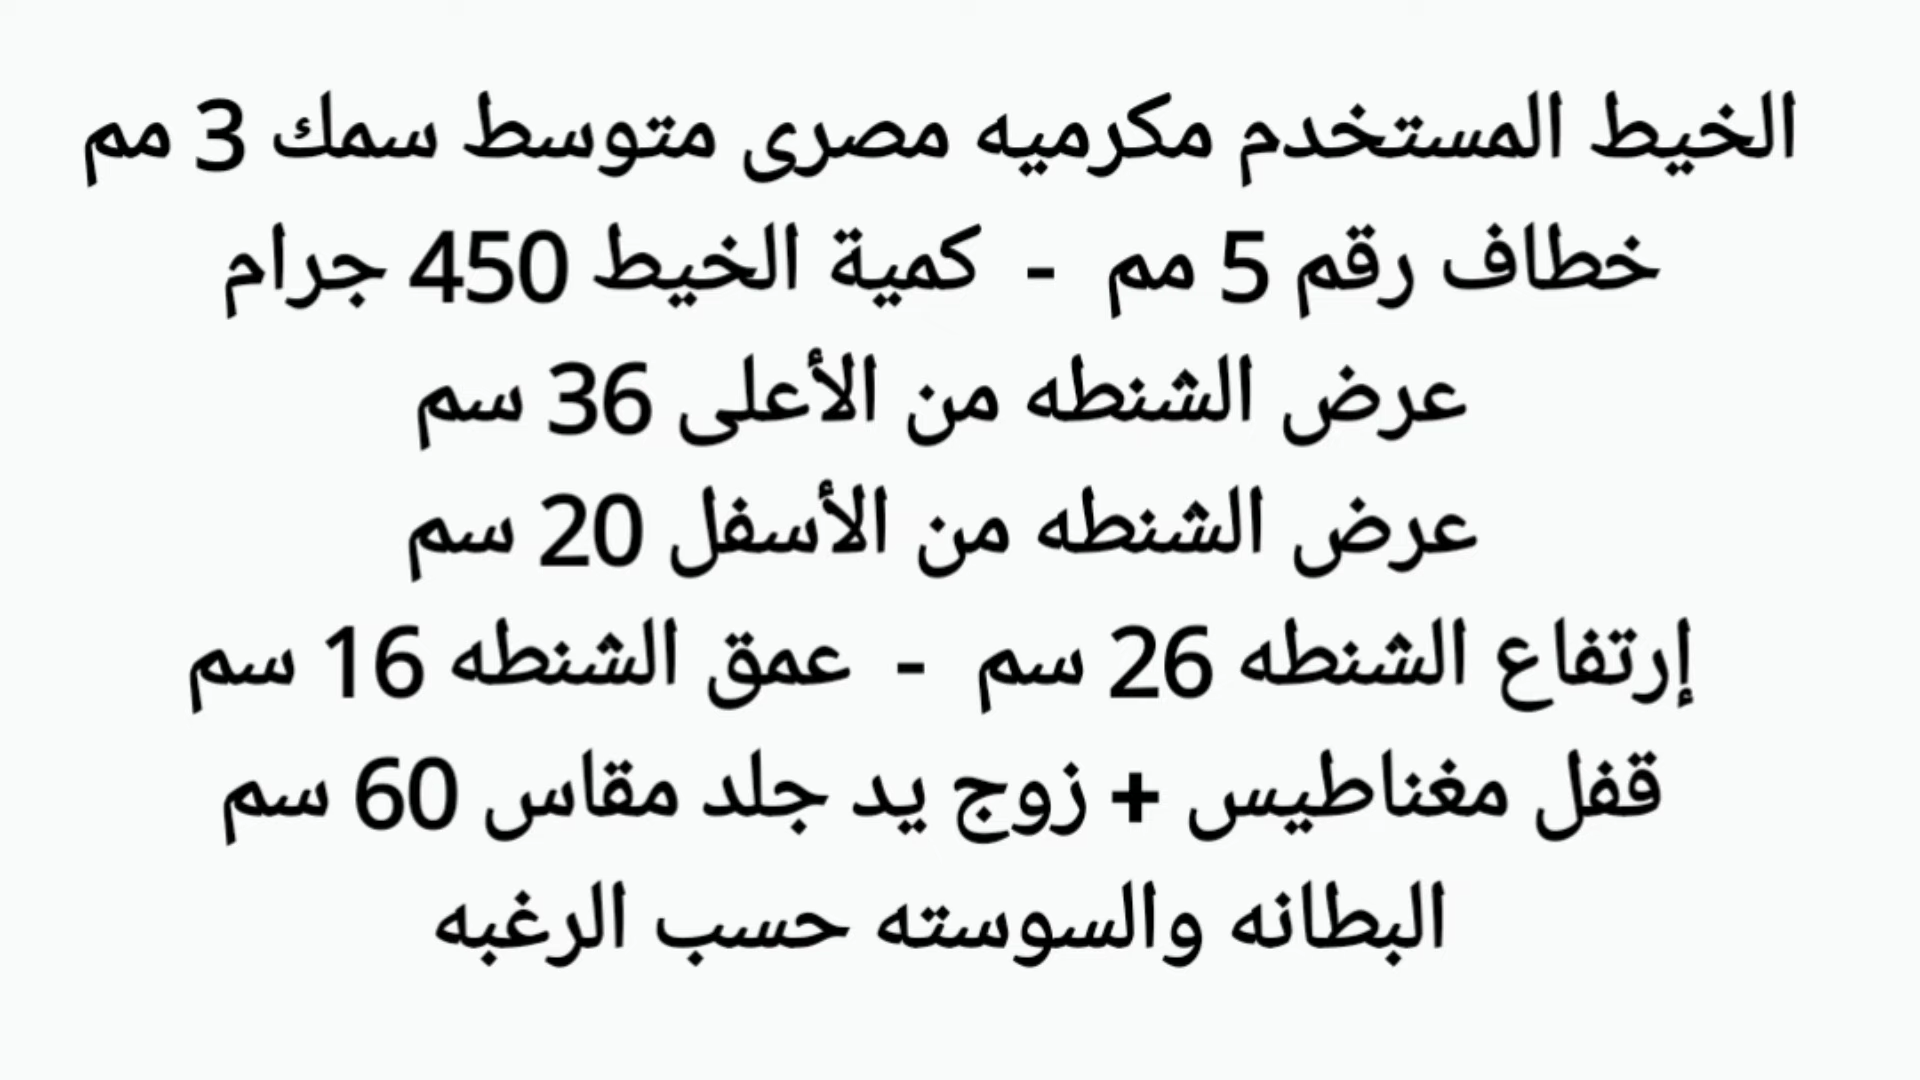 الخيط المستخدم مكرميه مصرى متوسط سمك 3 مم
خطاف رقم 5 مم - كمية الخيط 450 جرام
عرض الشنطه من الأعلى 36 سم
عرض الشنطه من الأسفل 20 سم
إرتفاع الشنطه 26 سم - عمق الشنطه 16 سم
قفل مغناطيس + زوج يد جلد مقاس 60 سم
البطانه والسوسته حسب الرغبه